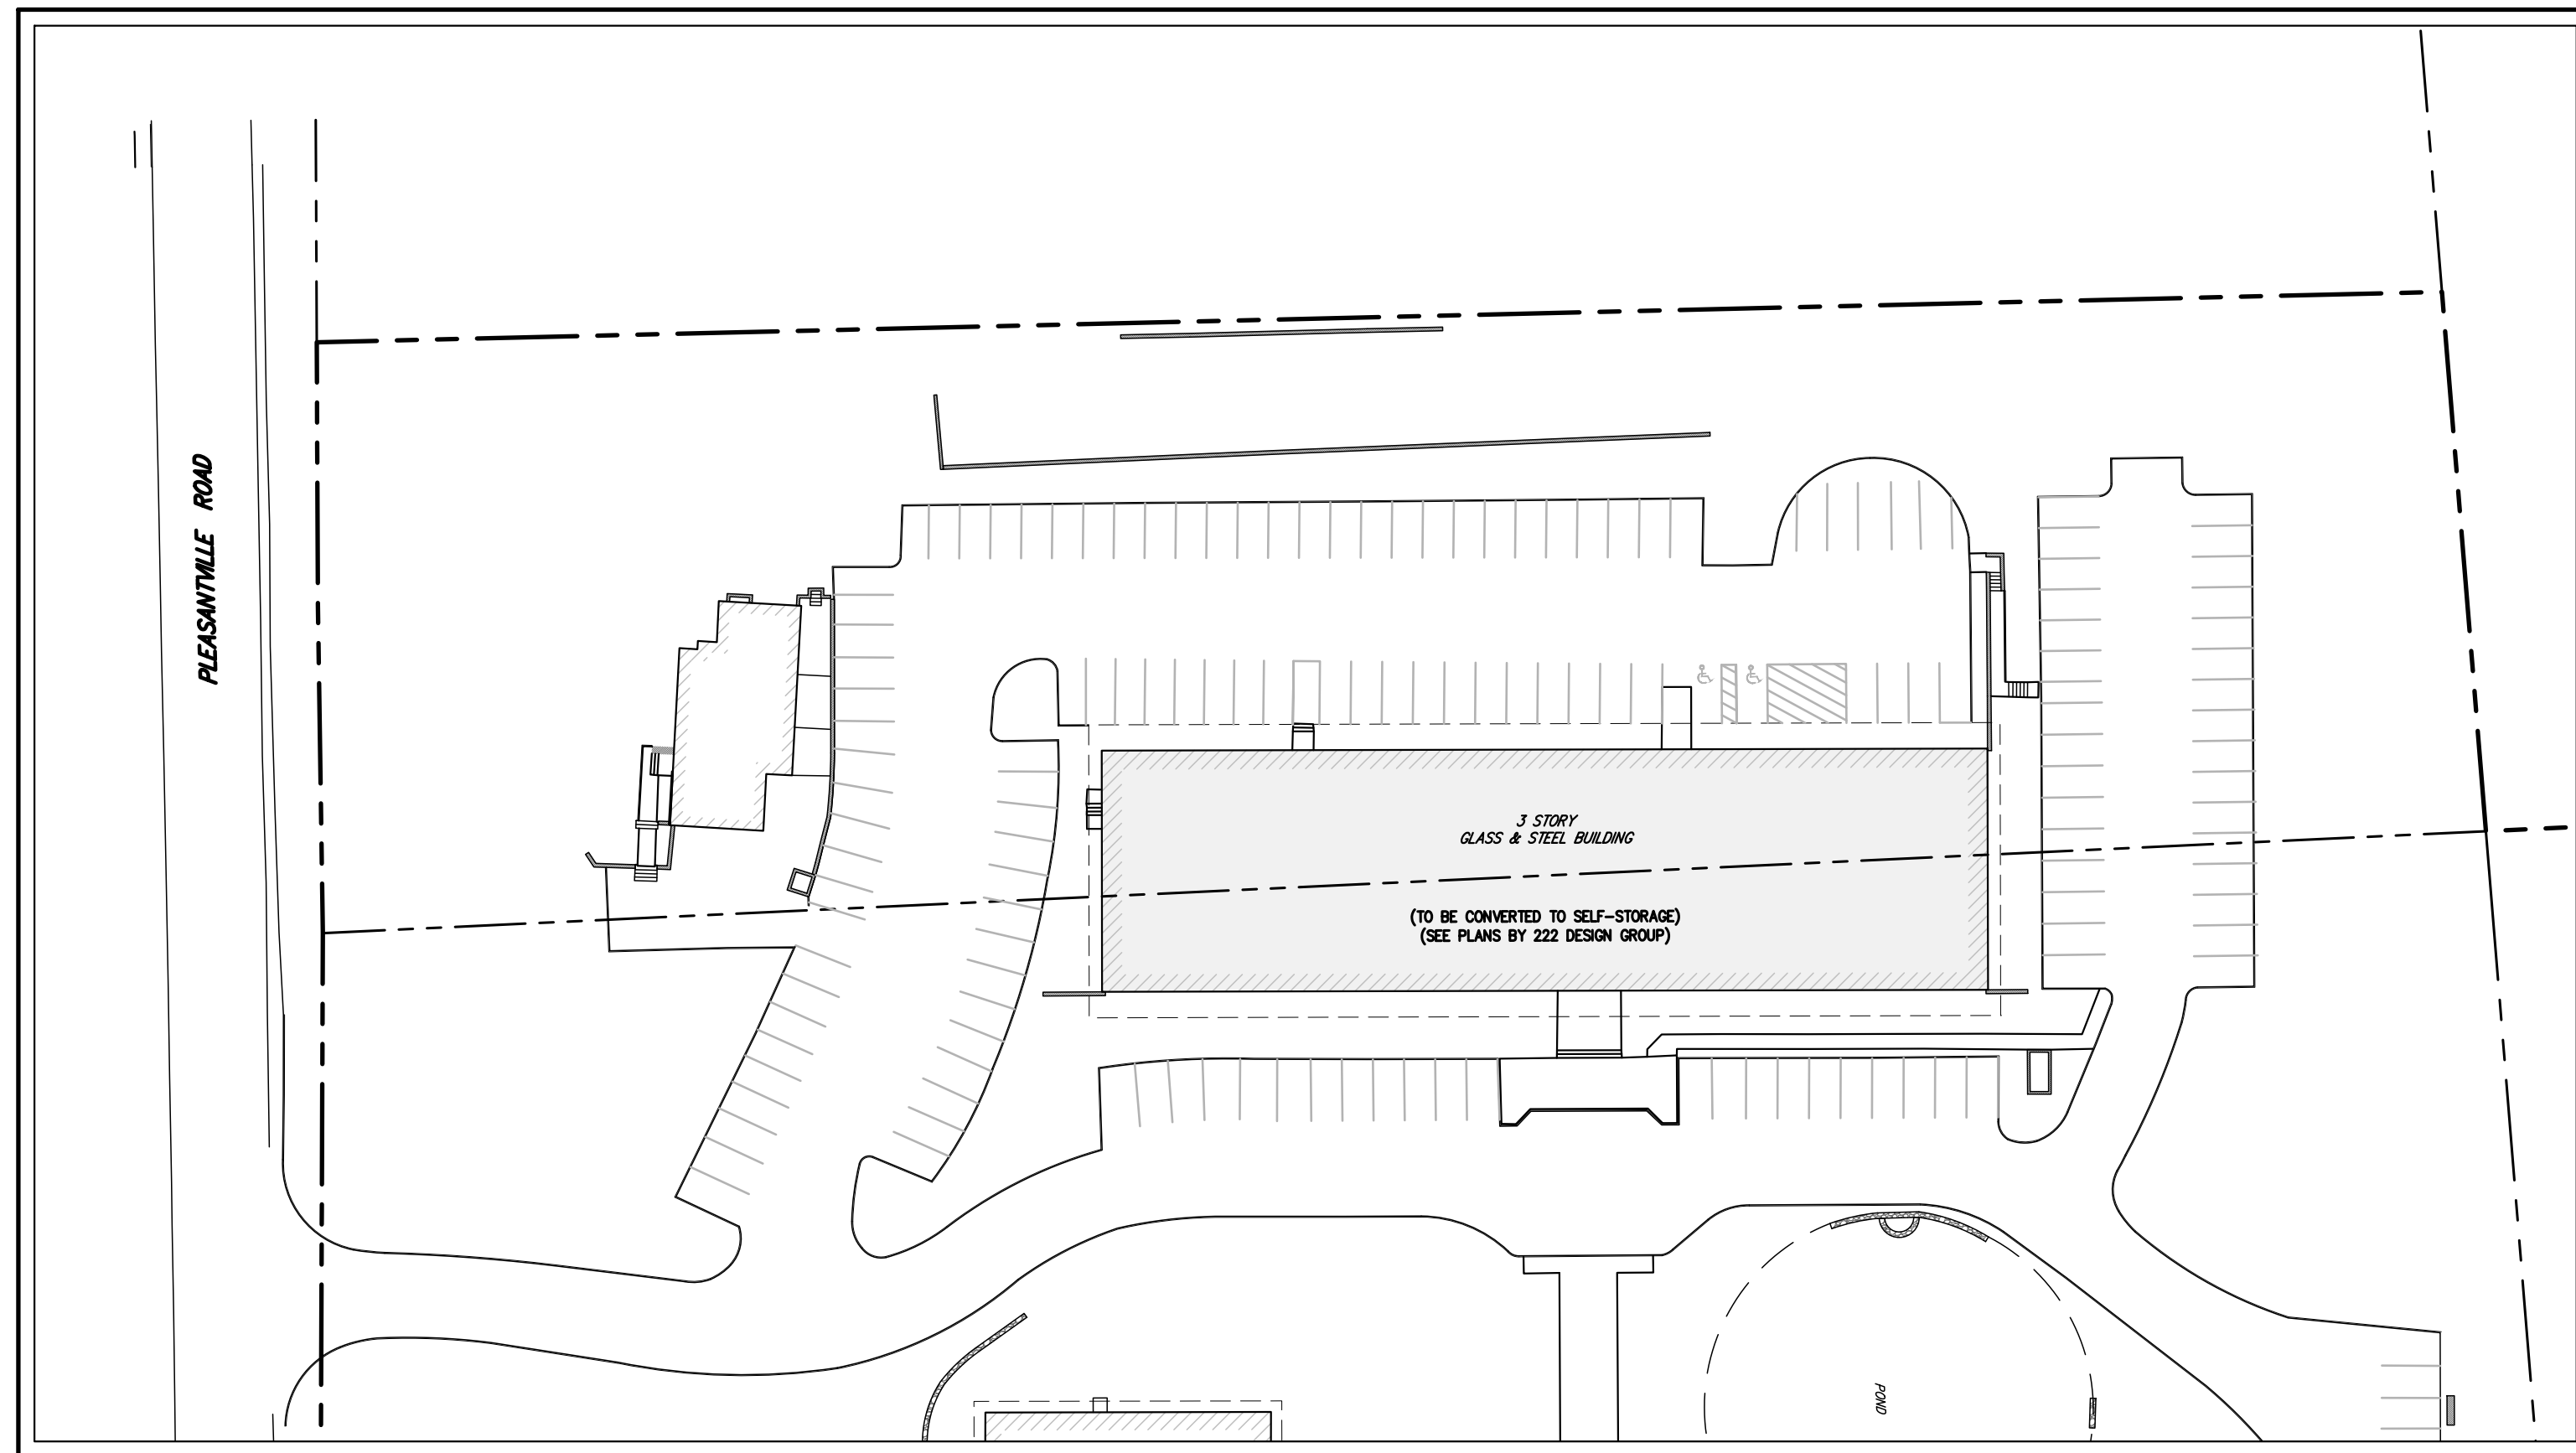 PLEASANTVILLE ROAD
3 STORY
GLASS & STEEL BUILDING
(TO BE CONVERTED TO SELF-STORAGE)
(SEE PLANS BY 222 DESIGN GROUP)
POND